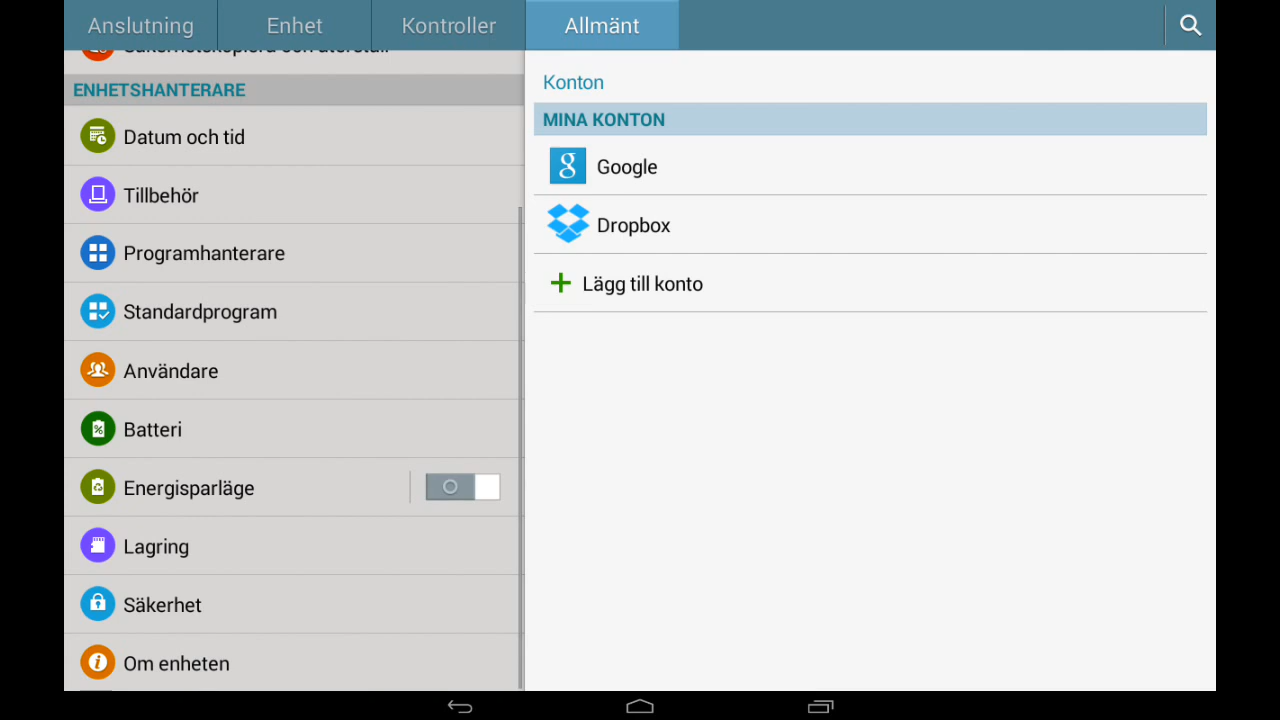 Anslutning
Enhet
Kontroller
Allmänt
ENHETSHANTERARE
Datum och tid
Tillbehör
Programhanterare
Standardprogram
Användare
Batteri
Energisparläge
Lagring
Säkerhet
Om enheten
Konton
MINA KONTON
Google
Dropbox
Lägg till konto